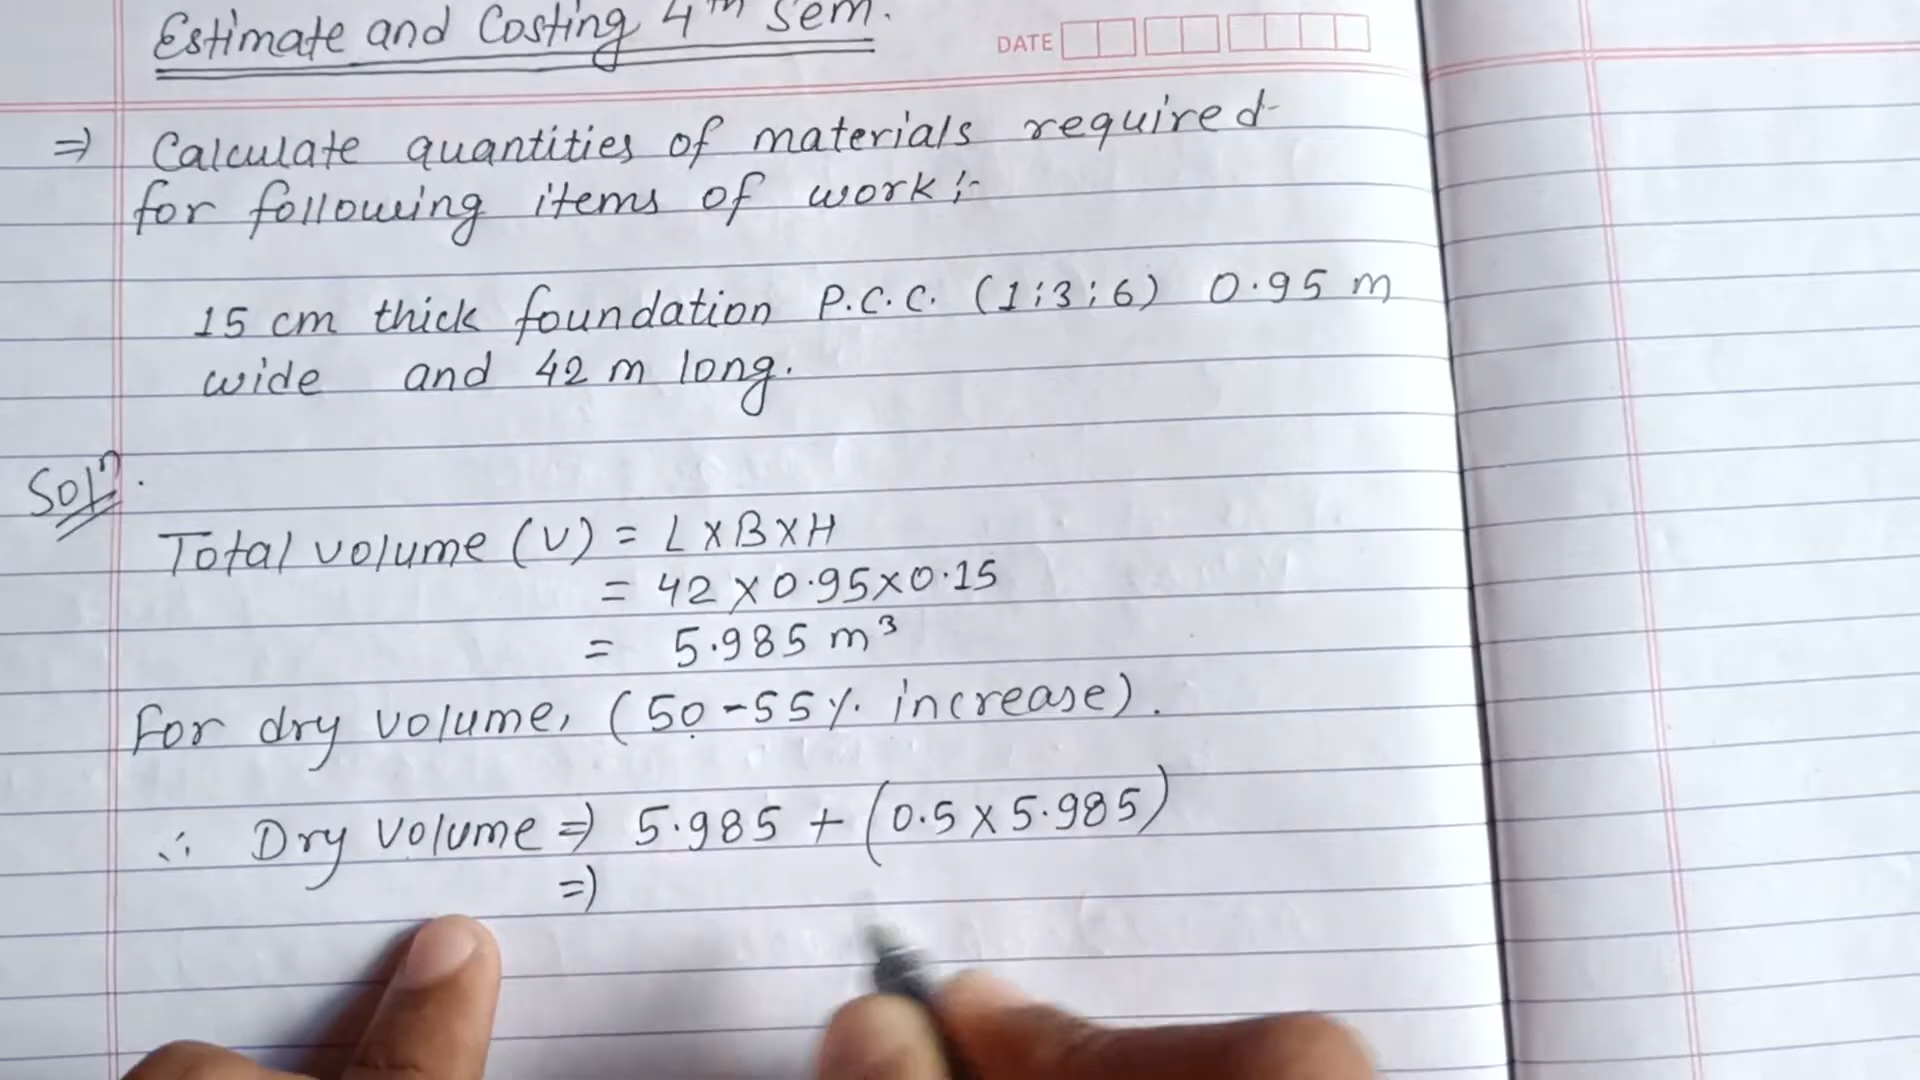 Estimate and Costing 4th Sem.
DATE
⇒ Calculate quantities of materials required
for following items of work :-
15 cm thick foundation P.C.C. (1:3:6) 0.95 m
wide and 42 m long.
Solⁿ.
Total volume (V) = L×B×H
= 42 × 0.95×0.15
= 5.985 m³
For dry volume, (50-55% increase).
∴ Dry Volume ⇒ 5.985 + (0.5 × 5.985)
⇒